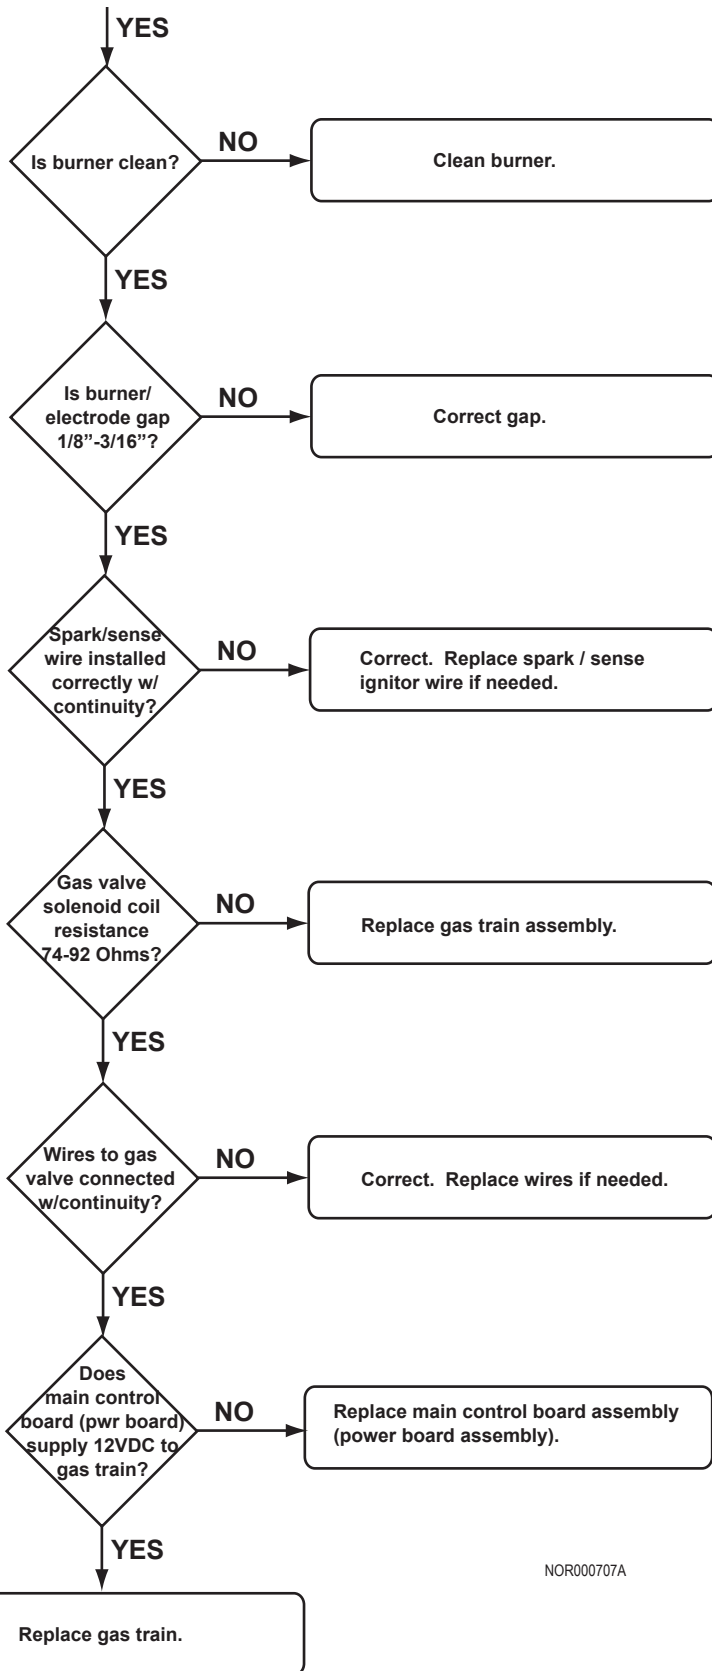 YES
Is burner clean?
NO
Clean burner.
YES
Is burner/
electrode gap
1/8”-3/16”?
NO
Correct gap.
YES
Spark/sense
wire installed
correctly w/
continuity?
NO
Correct.  Replace spark / sense
ignitor wire if needed.
YES
Gas valve
solenoid coil
resistance
74-92 Ohms?
NO
Replace gas train assembly.
YES
Wires to gas
valve connected
w/continuity?
NO
Correct.  Replace wires if needed.
YES
Does
main control
board (pwr board)
supply 12VDC to
gas train?
NO
Replace main control board assembly
(power board assembly).
YES
NOR000707A
Replace gas train.